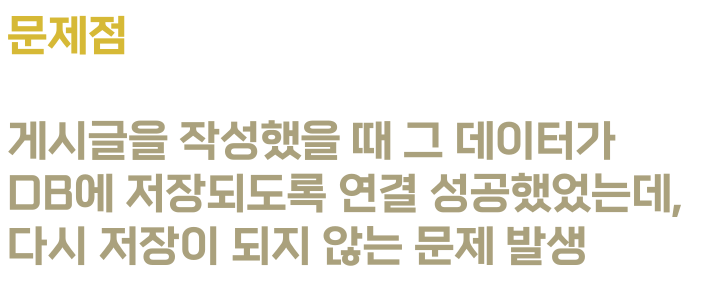 문제점
게시글을 작성했을 때 그 데이터가
DB에 저장되도록 연결 성공했었는데,
다시 저장이 되지 않는 문제 발생